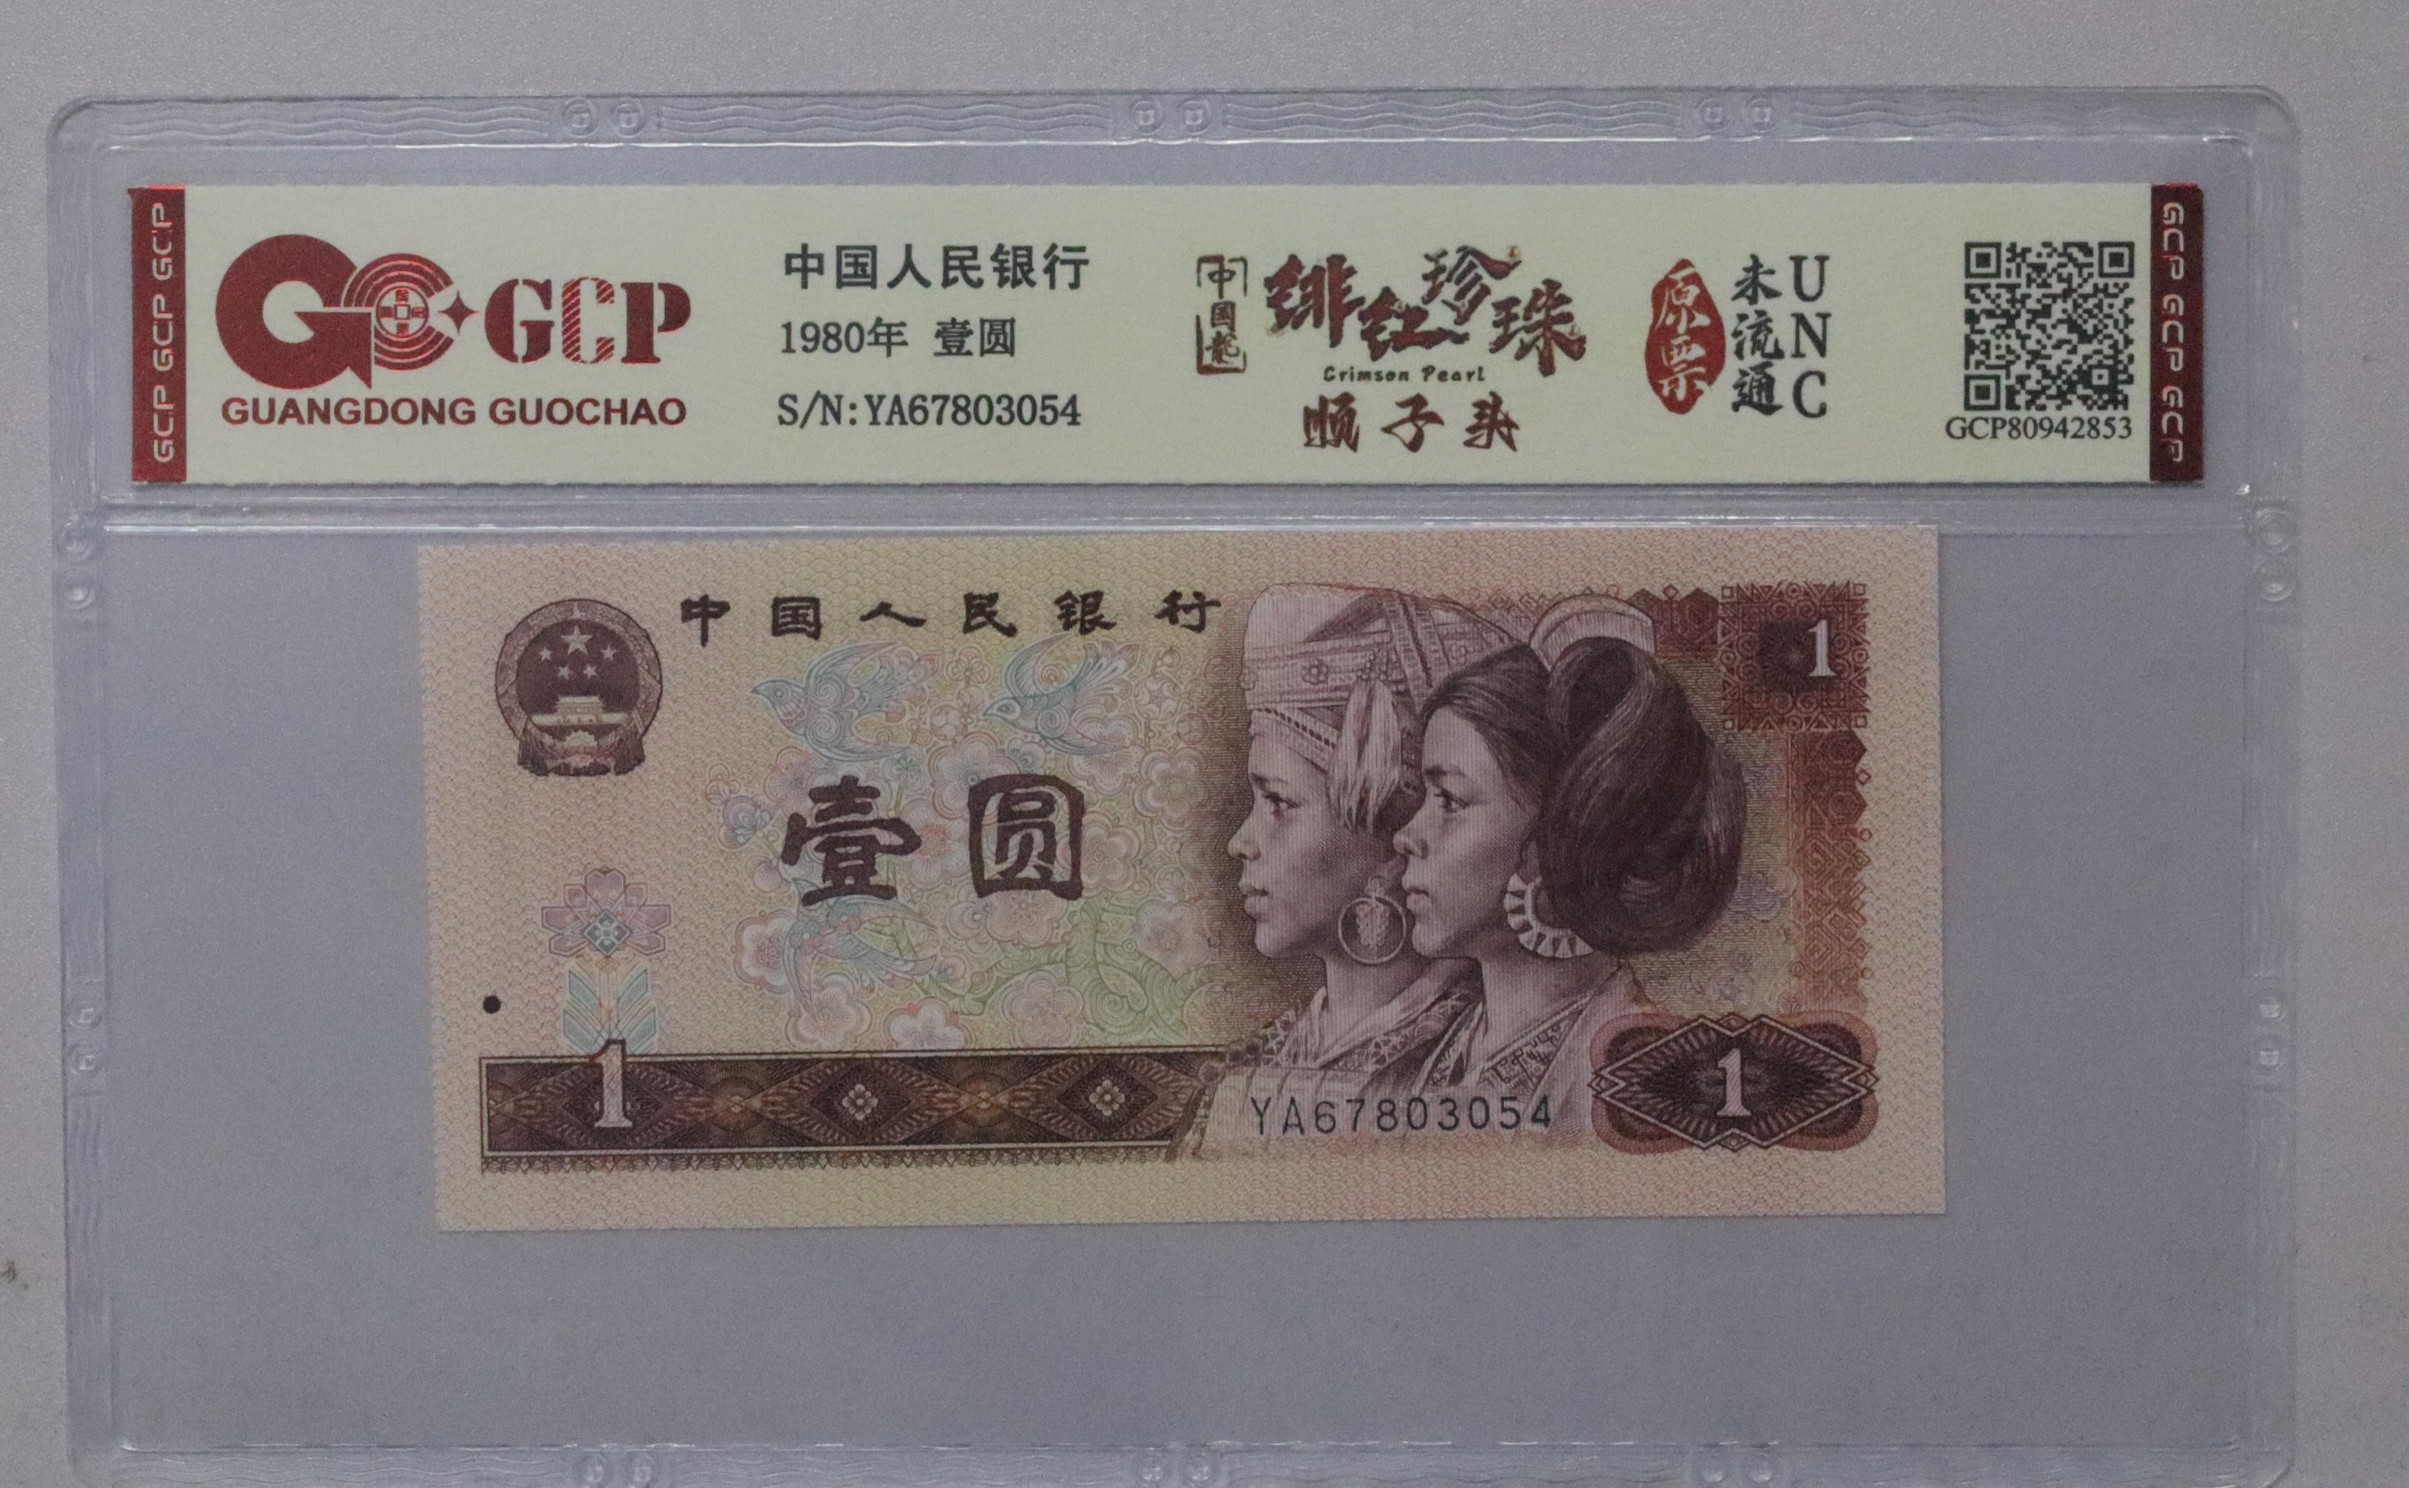 GCP GCP GCP
GCP
GUANGDONG GUOCHAO
中国人民银行
1980年 壹圆
S/N:YA67803054
中国龙
绯红珍珠
Crimson Pearl
顺子头
原票
未流通
UNC
GCP80942853
GCP GCP GCP
中国人民银行
1
壹圆
1
YA67803054
1